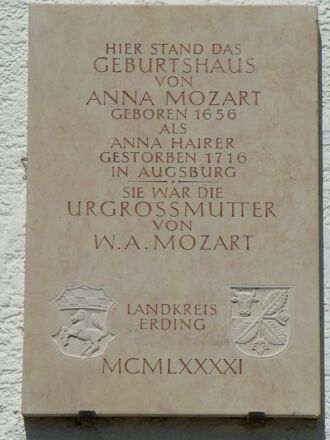 HIER STAND DAS
GEBURTSHAUS
VON
ANNA MOZART
GEBOREN 1656
ALS
ANNA HAIRER
GESTORBEN 1716
IN AUGSBURG
SIE WAR DIE
URGROSSMUTTER
VON
W.A.MOZART
LANDKREIS
ERDING
MCMLXXXXI